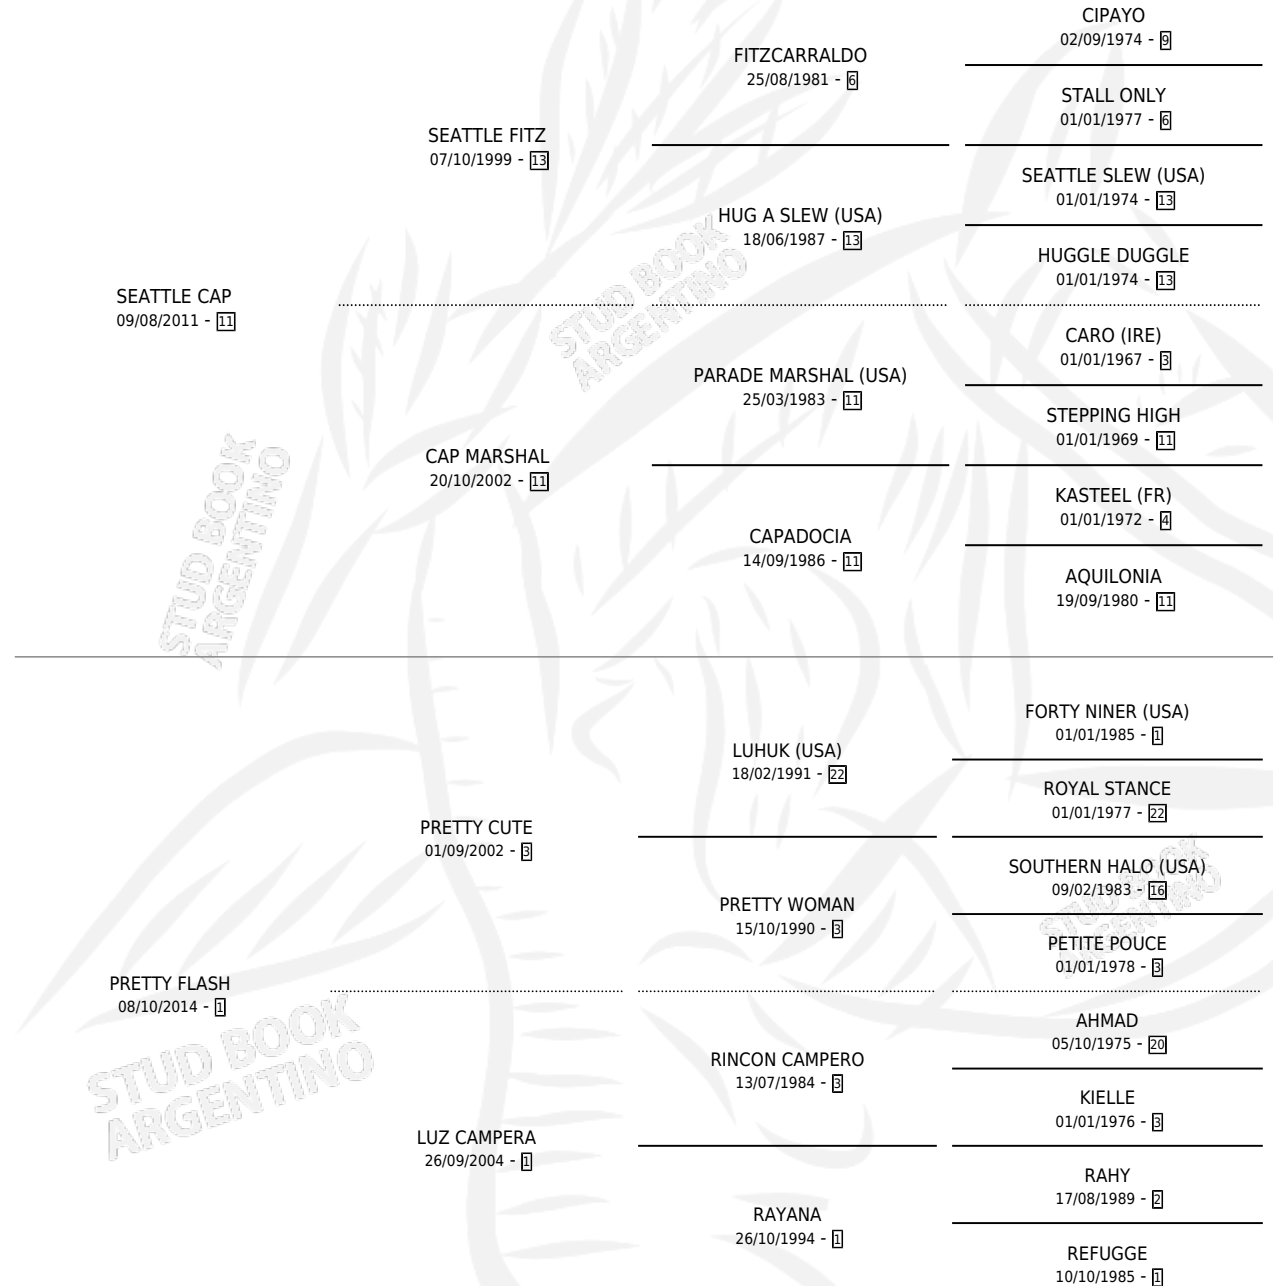 CIPAYO
02/09/1974 - 9
FITZCARRALDO
25/08/1981 - 6
STALL ONLY
01/01/1977 - 6
SEATTLE FITZ
07/10/1999 - 13
SEATTLE SLEW (USA)
01/01/1974 - 13
HUG A SLEW (USA)
18/06/1987 - 13
HUGGLE DUGGLE
01/01/1974 - 13
SEATTLE CAP
09/08/2011 - 11
STUD BOOK
ARGENTINO
CARO (IRE)
01/01/1967 - 3
PARADE MARSHAL (USA)
25/03/1983 - 11
STEPPING HIGH
01/01/1969 - 11
CAP MARSHAL
20/10/2002 - 11
KASTEEL (FR)
01/01/1972 - 4
CAPADOCIA
14/09/1986 - 11
AQUILONIA
19/09/1980 - 11
STUD BOOK
ARGENTINO
FORTY NINER (USA)
01/01/1985 - 1
LUHUK (USA)
18/02/1991 - 22
ROYAL STANCE
01/01/1977 - 22
PRETTY CUTE
01/09/2002 - 3
SOUTHERN HALO (USA)
09/02/1983 - 16
PRETTY WOMAN
15/10/1990 - 3
STUD BOOK
ARGENTINO
PETITE POUCE
01/01/1978 - 3
PRETTY FLASH
08/10/2014 - 1
AHMAD
05/10/1975 - 20
RINCON CAMPERO
13/07/1984 - 3
STUD BOOK
ARGENTINO
KIELLE
01/01/1976 - 3
LUZ CAMPERA
26/09/2004 - 1
RAHY
17/08/1989 - 2
RAYANA
26/10/1994 - 1
REFUGGE
10/10/1985 - 1